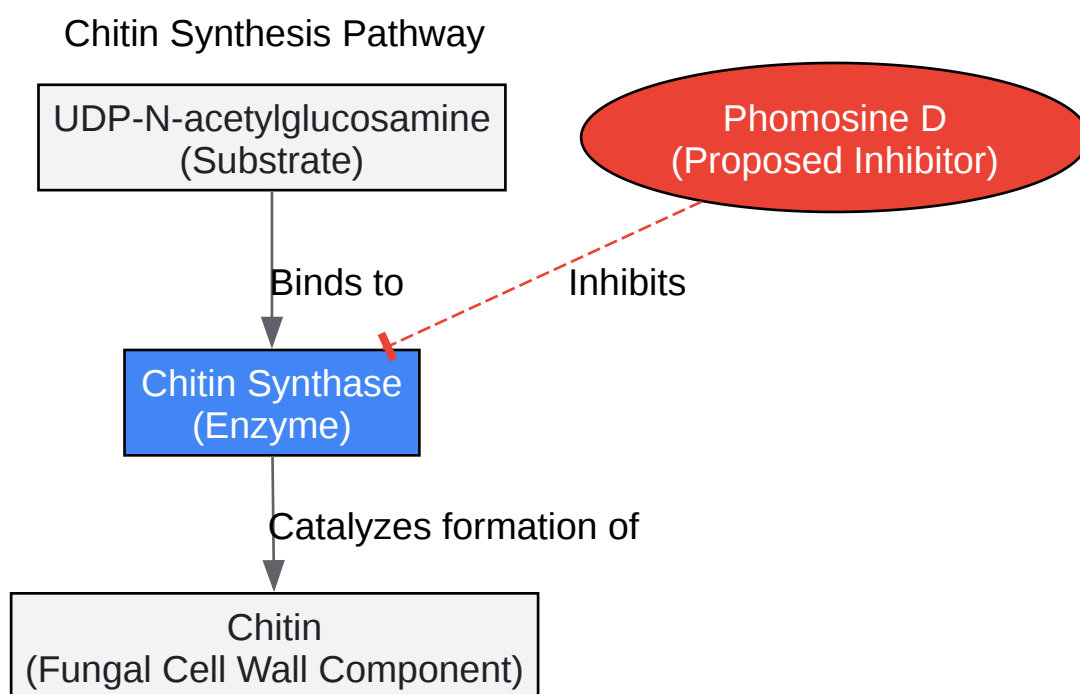 Chitin Synthesis Pathway
UDP-N-acetylglucosamine
(Substrate)
Phomosine D
(Proposed Inhibitor)
Binds to
Inhibits
Chitin Synthase
(Enzyme)
Catalyzes formation of
Chitin
(Fungal Cell Wall Component)